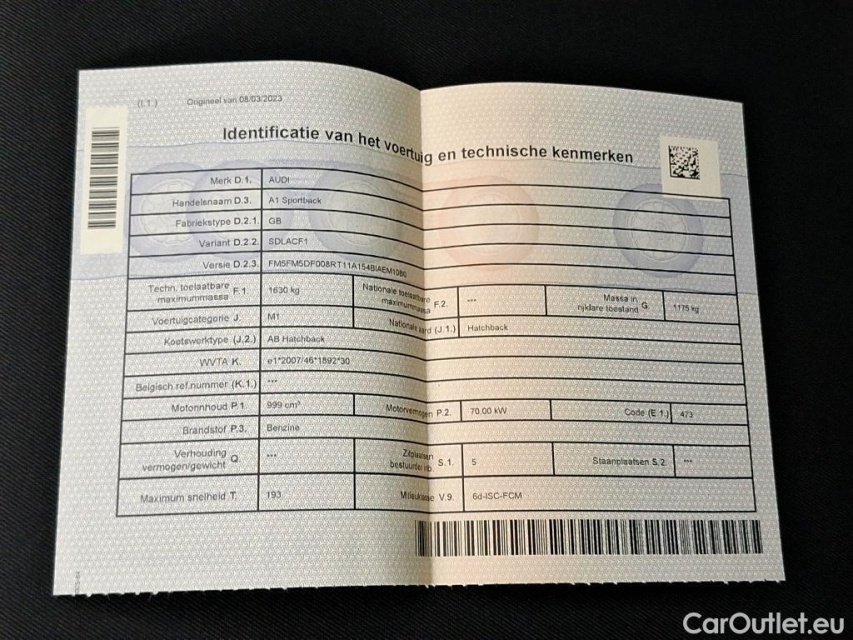 (I.1.) Origineel van 08/03/2023
Identificatie van het voertuig en technische kenmerken
Merk D.1. AUDI
Handelsnaam D.3. A1 Sportback
Fabriekstype D.2.1. GB
Variant D.2.2. SDLACF1
Versie D.2.3. FM5FM5DF008RT11A154BIAEM1080
Techn. toelaatbare maximummassa F.1. 1630 kg Nationale toelaatbare maximummassa F.2. *** Massa in rijklare toestand G. 1175 kg
Voertuigcategorie J. M1 Nationale aard (J.1.) Hatchback
Koetswerktype (J.2.) AB Hatchback
WVTA K. e1*2007/46*1892*30
Belgisch ref.nummer (K.1.) ***
Motorinhoud P.1. 999 cm³ Motorvermogen P.2. 70.00 kW Code (E.1.) 473
Brandstof P.3. Benzine
Verhouding vermogen/gewicht Q. *** Zitplaatsen bestuurder inb. S.1. 5 Staanplaatsen S.2. ***
Maximum snelheid T. 193 Milieuklasse V.9. 6d-ISC-FCM
CarOutlet.eu